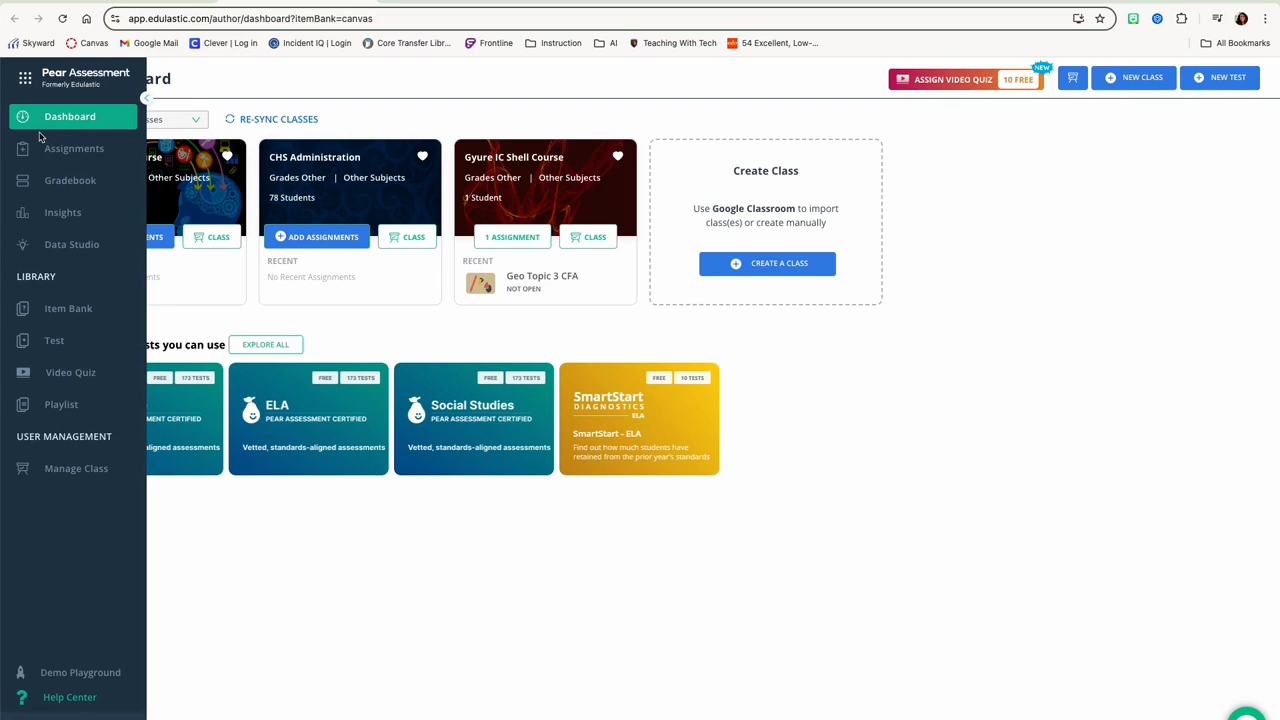 app.edulastic.com/author/dashboard?itemBank=canvas
Skyward
Canvas
Google Mail
Clever | Log in
Incident IQ | Login
Core Transfer Libr...
Frontline
Instruction
AI
Teaching With Tech
54 Excellent, Low-...
All Bookmarks
Pear Assessment
Formerly Edulastic
Dashboard
Assignments
Gradebook
Insights
Data Studio
LIBRARY
Item Bank
Test
Video Quiz
Playlist
USER MANAGEMENT
Manage Class
Demo Playground
? Help Center
ard
ASSIGN VIDEO QUIZ 10 FREE
NEW
NEW CLASS
NEW TEST
sses
RE-SYNC CLASSES
urse
Other Subjects
ENTS
CLASS
ents
CHS Administration
Grades Other | Other Subjects
78 Students
ADD ASSIGNMENTS
CLASS
RECENT
No Recent Assignments
Gyure IC Shell Course
Grades Other | Other Subjects
1 Student
1 ASSIGNMENT
CLASS
RECENT
Geo Topic 3 CFA
NOT OPEN
Create Class
Use Google Classroom to import
class(es) or create manually
CREATE A CLASS
sts you can use
EXPLORE ALL
FREE 173 TESTS
MENT CERTIFIED
aligned assessments
FREE 173 TESTS
ELA
PEAR ASSESSMENT CERTIFIED
Vetted, standards-aligned assessments
FREE 173 TESTS
Social Studies
PEAR ASSESSMENT CERTIFIED
Vetted, standards-aligned assessments
FREE 10 TESTS
SmartStart
DIAGNOSTICS
ELA
SmartStart - ELA
Find out how much students have
retained from the prior year's standards